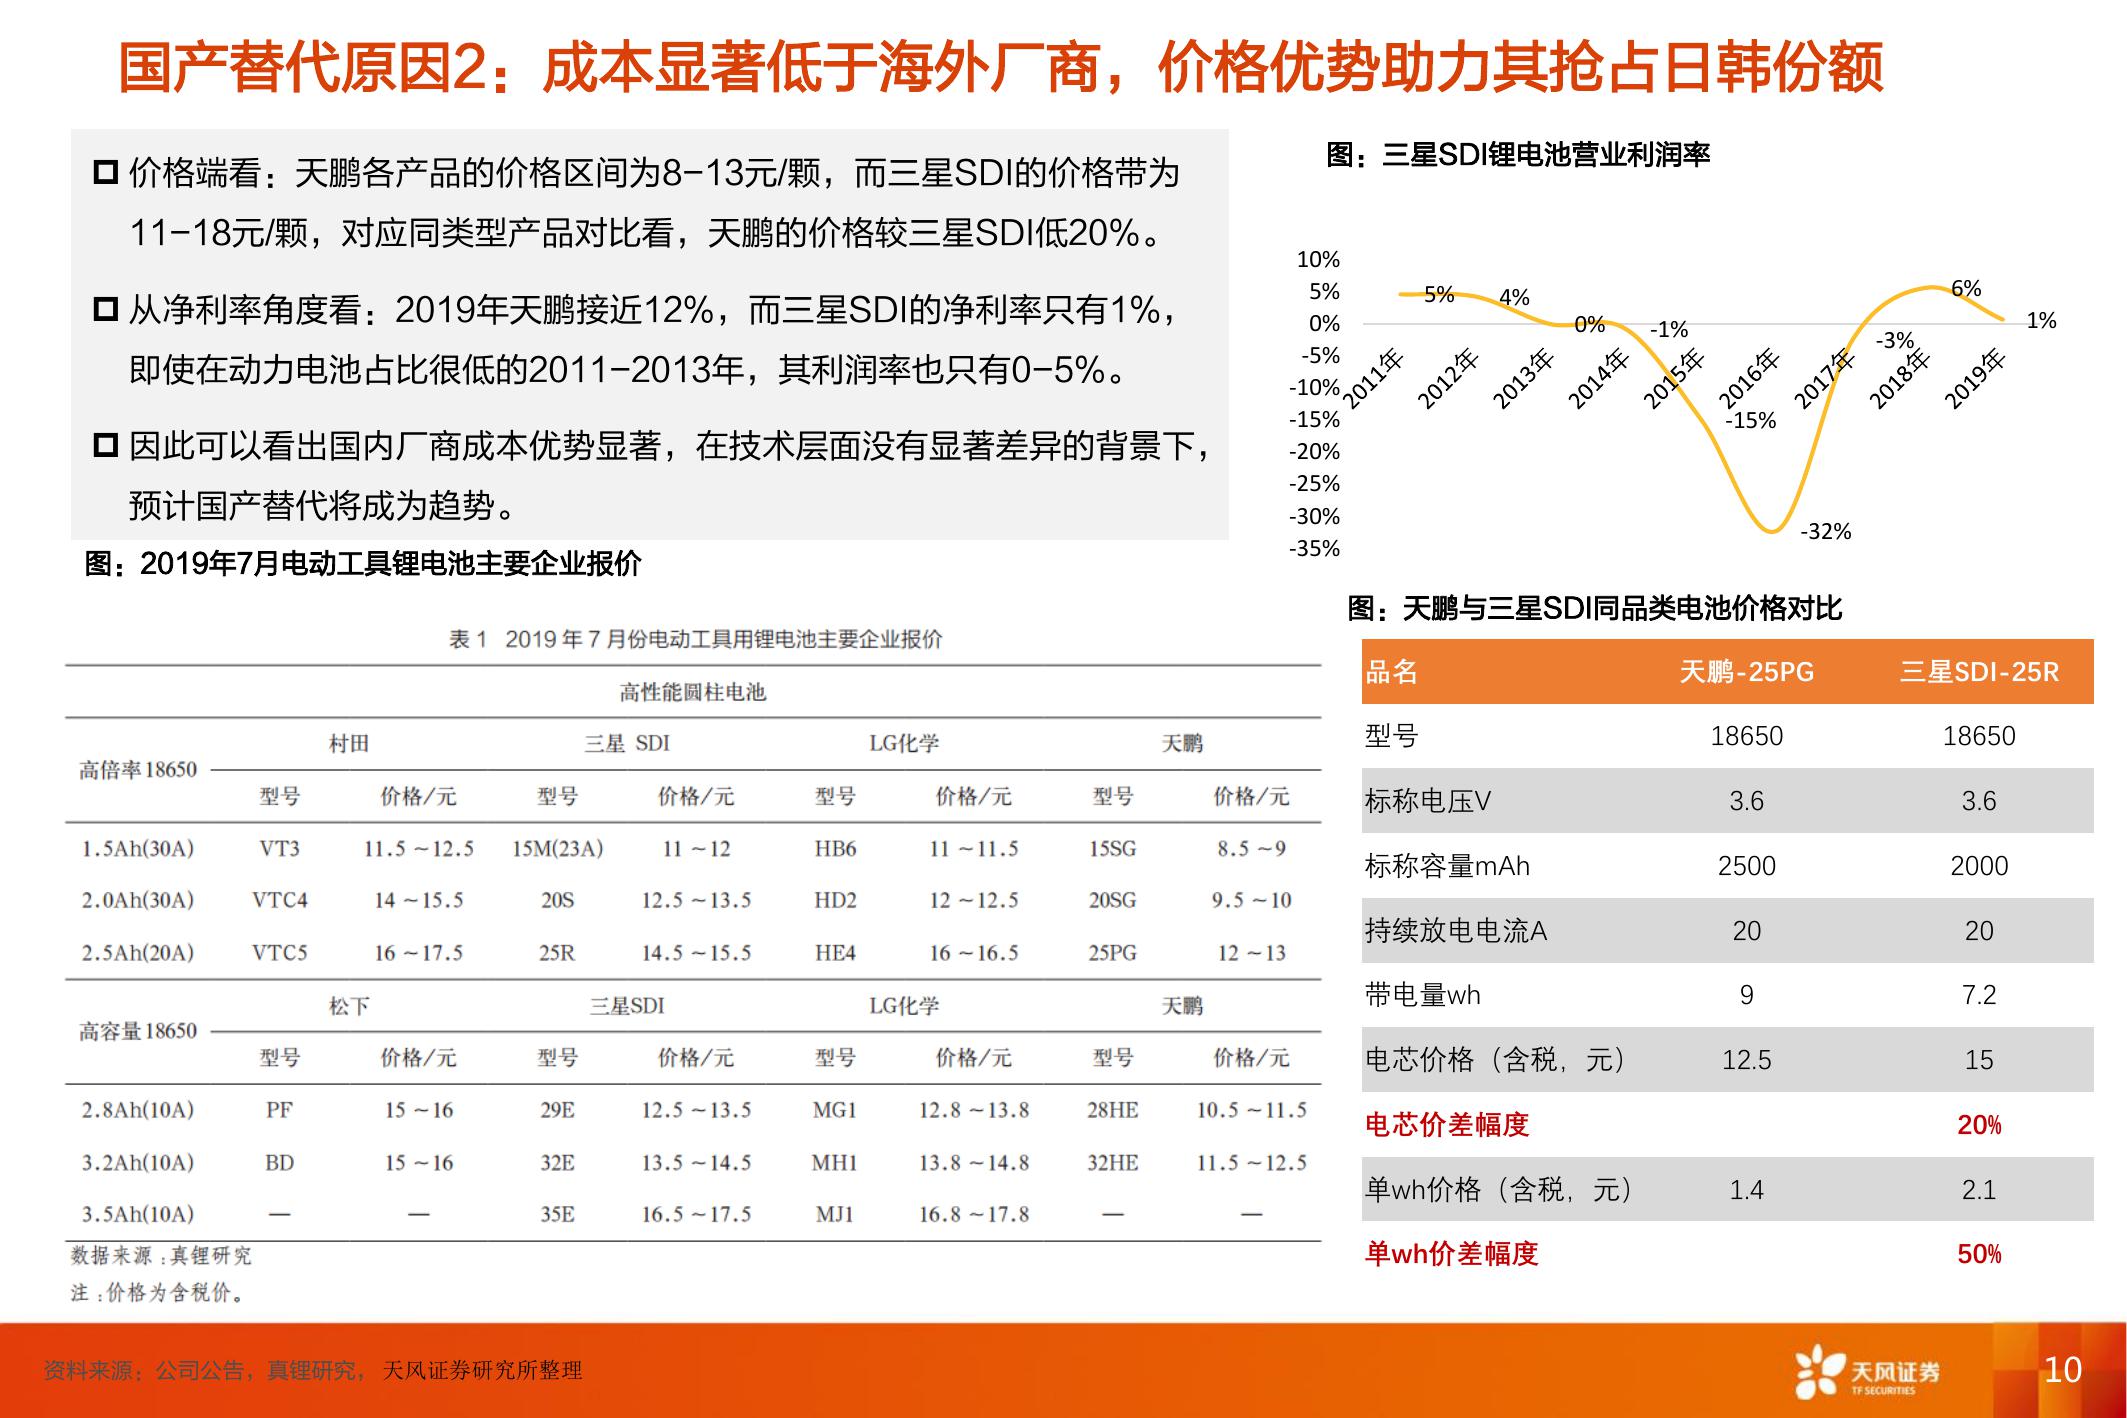 国产替代原因2：成本显著低于海外厂商，价格优势助力其抢占日韩份额
价格端看：天鹏各产品的价格区间为8-13元/颗，而三星SDI的价格带为
11-18元/颗，对应同类型产品对比看，天鹏的价格较三星SDI低20%。
从净利率角度看：2019年天鹏接近12%，而三星SDI的净利率只有1%，
即使在动力电池占比很低的2011-2013年，其利润率也只有0-5%。
因此可以看出国内厂商成本优势显著，在技术层面没有显著差异的背景下，
预计国产替代将成为趋势。
图：三星SDI锂电池营业利润率
10%
5%
0%
-5%
-10%
-15%
-20%
-25%
-30%
-35%
5% 4% 0% -1% -15% -32% -3% 6% 1%
2011年 2012年 2013年 2014年 2015年 2016年 2017年 2018年 2019年
图：2019年7月电动工具锂电池主要企业报价
表 1 2019 年 7 月份电动工具用锂电池主要企业报价
高性能圆柱电池
高倍率18650 村田 三星 SDI LG化学 天鹏
型号 价格/元 型号 价格/元 型号 价格/元 型号 价格/元
1.5Ah(30A) VT3 11.5 ~12.5 15M(23A) 11 ~12 HB6 11 ~11.5 15SG 8.5 ~9
2.0Ah(30A) VTC4 14 ~15.5 20S 12.5 ~13.5 HD2 12 ~12.5 20SG 9.5 ~10
2.5Ah(20A) VTC5 16 ~17.5 25R 14.5 ~15.5 HE4 16 ~16.5 25PG 12 ~13
高容量18650 松下 三星SDI LG化学 天鹏
型号 价格/元 型号 价格/元 型号 价格/元 型号 价格/元
2.8Ah(10A) PF 15 ~16 29E 12.5 ~13.5 MG1 12.8 ~13.8 28HE 10.5 ~11.5
3.2Ah(10A) BD 15 ~16 32E 13.5 ~14.5 MH1 13.8 ~14.8 32HE 11.5 ~12.5
3.5Ah(10A) — — 35E 16.5 ~17.5 MJ1 16.8 ~17.8 — —
数据来源:真锂研究
注:价格为含税价。
图：天鹏与三星SDI同品类电池价格对比
品名 天鹏-25PG 三星SDI-25R
型号 18650 18650
标称电压V 3.6 3.6
标称容量mAh 2500 2000
持续放电电流A 20 20
带电量wh 9 7.2
电芯价格（含税，元） 12.5 15
电芯价差幅度 20%
单wh价格（含税，元） 1.4 2.1
单wh价差幅度 50%
资料来源：公司公告，真锂研究，天风证券研究所整理
天风证券
TF SECURITIES
10